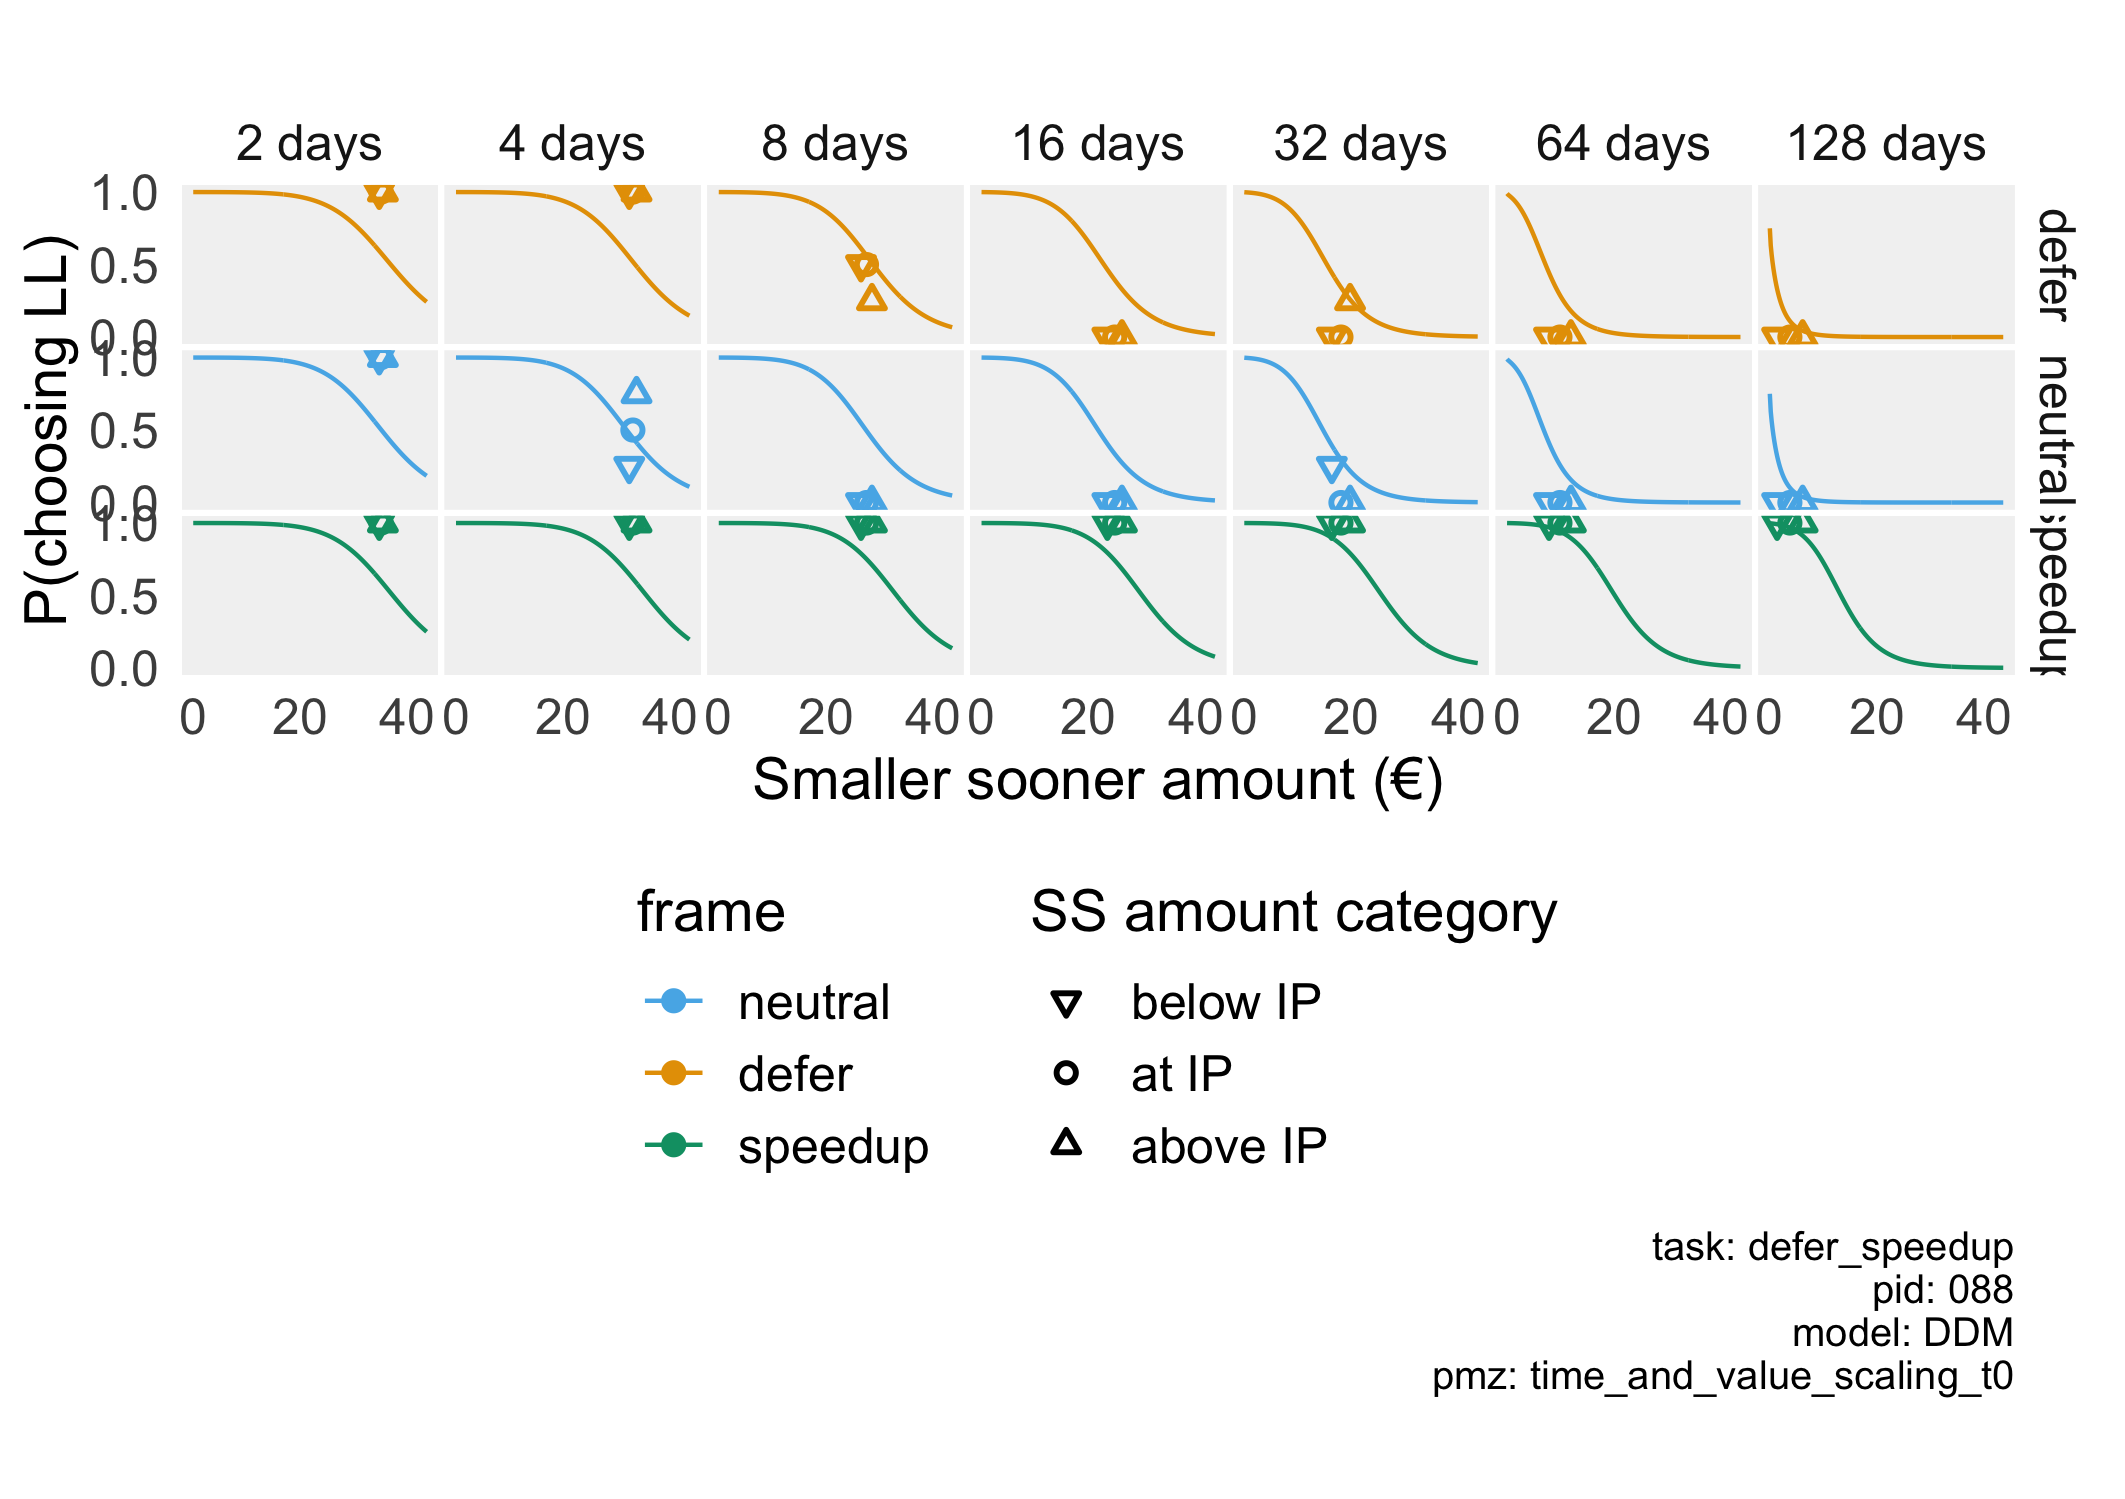 2 days 4 days 8 days 16 days 32 days 64 days 128 days
1.0
0.5
0.0
defer
1.0
0.5
0.0
neutral
1.0
0.5
0.0
speedup
P(choosing LL)
0 20 40 0 20 40 0 20 40 0 20 40 0 20 40 0 20 40 0 20 40
Smaller sooner amount (€)
frame
neutral
defer
speedup
SS amount category
below IP
at IP
above IP
task: defer_speedup
pid: 088
model: DDM
pmz: time_and_value_scaling_t0